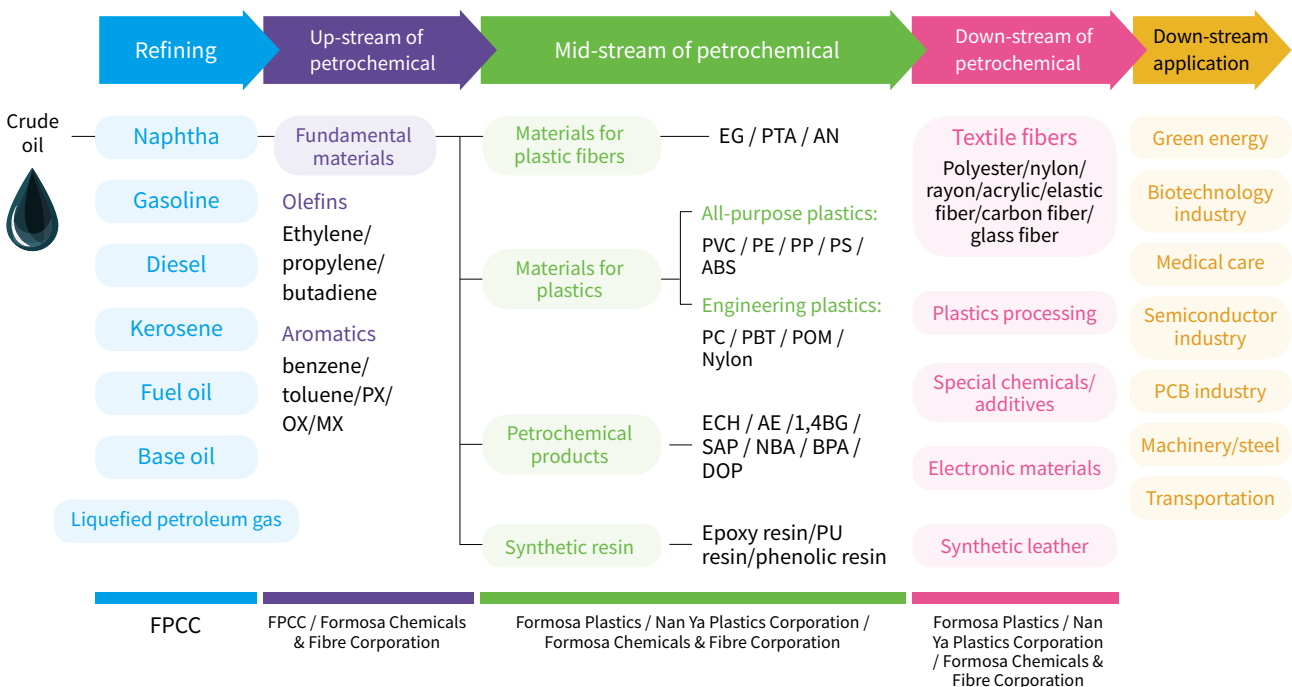 Refining
Up-stream of
petrochemical
Mid-stream of petrochemical
Down-stream of
petrochemical
Down-stream
application
Crude
oil
Naphtha
Gasoline
Diesel
Kerosene
Fuel oil
Base oil
Liquefied petroleum gas
Fundamental
materials
Olefins
Ethylene/
propylene/
butadiene
Aromatics
benzene/
toluene/PX/
OX/MX
Materials for
plastic fibers
EG / PTA / AN
Materials for
plastics
All-purpose plastics:
PVC / PE / PP / PS /
ABS
Engineering plastics:
PC / PBT / POM /
Nylon
Petrochemical
products
ECH / AE /1,4BG /
SAP / NBA / BPA /
DOP
Synthetic resin
Epoxy resin/PU
resin/phenolic resin
Textile fibers
Polyester/nylon/
rayon/acrylic/elastic
fiber/carbon fiber/
glass fiber
Plastics processing
Special chemicals/
additives
Electronic materials
Synthetic leather
Green energy
Biotechnology
industry
Medical care
Semiconductor
industry
PCB industry
Machinery/steel
Transportation
FPCC
FPCC / Formosa Chemicals
& Fibre Corporation
Formosa Plastics / Nan Ya Plastics Corporation /
Formosa Chemicals & Fibre Corporation
Formosa Plastics / Nan
Ya Plastics Corporation
/ Formosa Chemicals &
Fibre Corporation